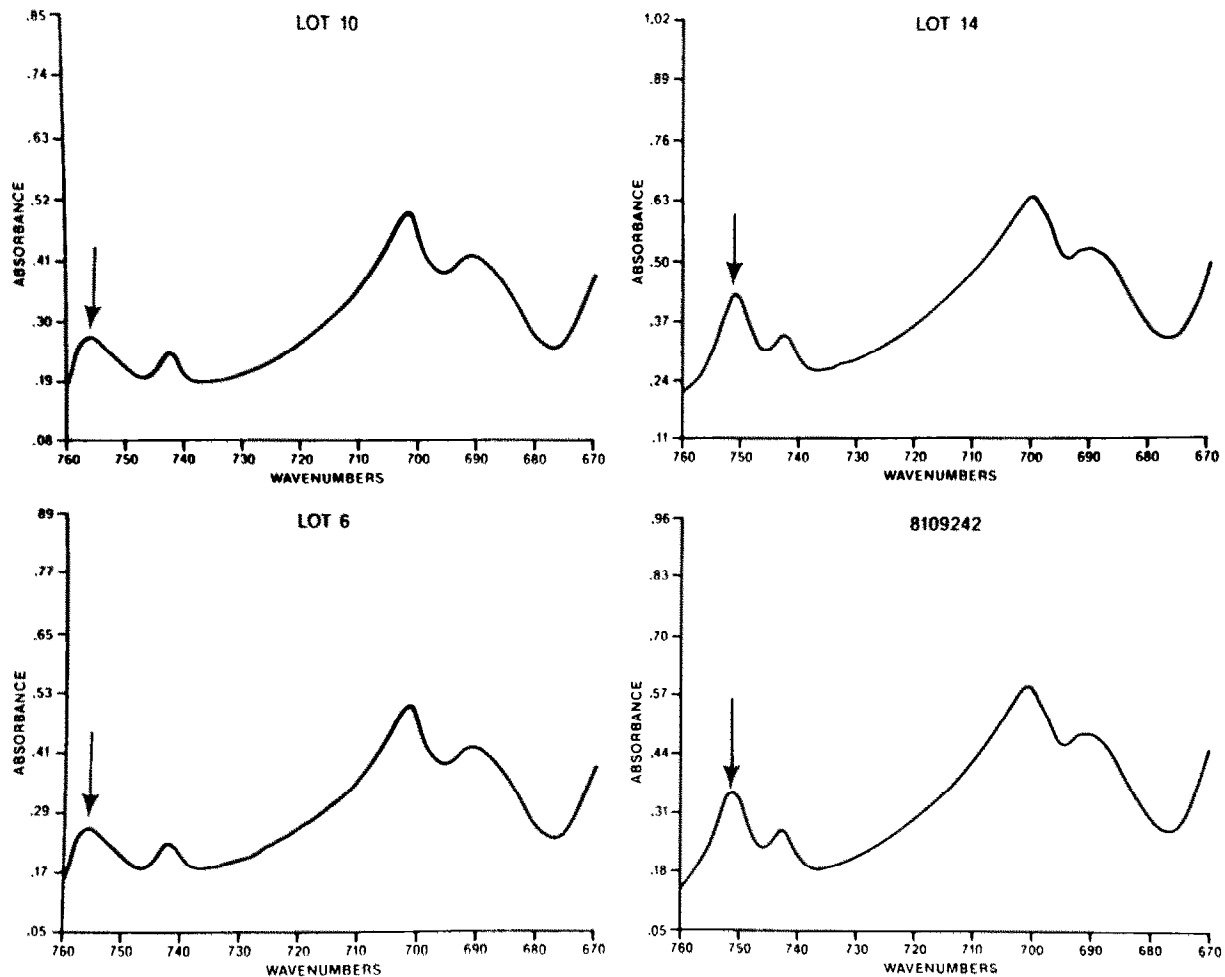 LOT 10
.85
.74
.63
.52
.41
.30
.19
.08
ABSORBANCE
760 750 740 730 720 710 700 690 680 670
WAVENUMBERS
LOT 14
1.02
.89
.76
.63
.50
.37
.24
.11
ABSORBANCE
760 750 740 730 720 710 700 690 680 670
WAVENUMBERS
LOT 6
89
.77
.65
.53
.41
.29
.17
.05
ABSORBANCE
760 750 740 730 720 710 700 690 680 670
WAVENUMBERS
8109242
.96
.83
.70
.57
.44
.31
.18
.05
ABSORBANCE
760 750 740 730 720 710 700 690 680 670
WAVENUMBERS